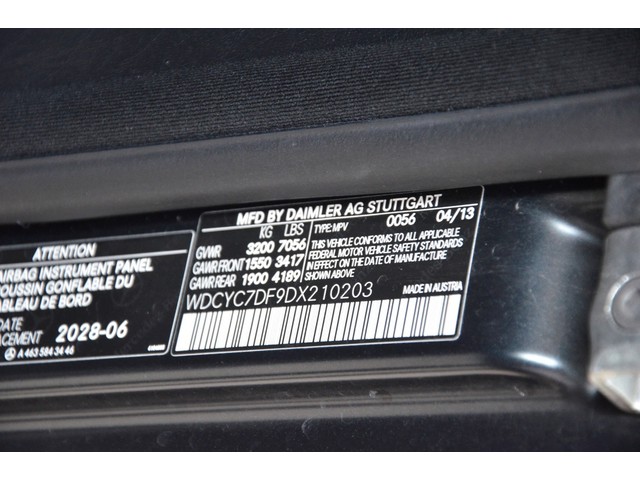 ATTENTION
AIRBAG INSTRUMENT PANEL
COUSSIN GONFLABLE DU
TABLEAU DE BORD
DATE
2028-06
A 463 584 34 46
MFD BY DAIMLER AG STUTTGART
KG LBS TYPE: MPV 0056 04/13
GVWR 3200 7056 THIS VEHICLE CONFORMS TO ALL APPLICABLE
GAWR FRONT 1550 3417 FEDERAL MOTOR VEHICLE SAFETY STANDARDS
GAWR REAR 1900 4189 IN EFFECT ON THE DATE OF MANUFACTURE
SHOWN ABOVE
WDCYC7DF9DX210203 MADE IN AUSTRIA